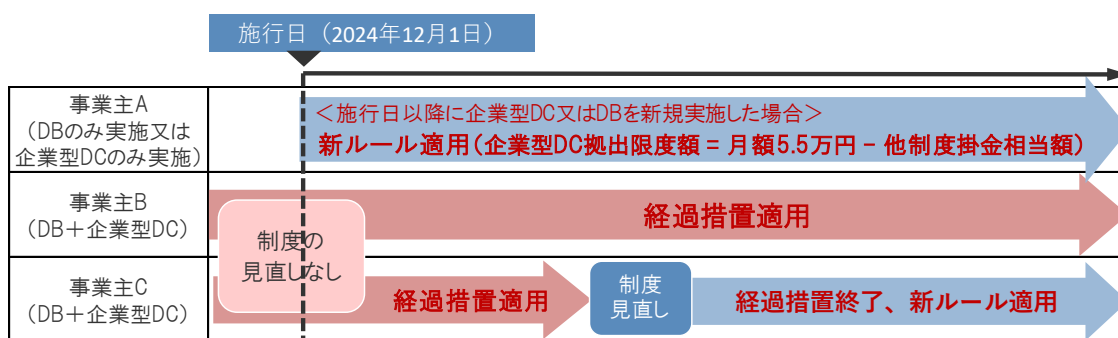 施行日（2024年12月1日）
事業主A
（DBのみ実施又は
企業型DCのみ実施）
＜施行日以降に企業型DC又はDBを新規実施した場合＞
新ルール適用（企業型DC拠出限度額 = 月額5.5万円 − 他制度掛金相当額）
事業主B
（DB＋企業型DC）
制度の
見直しなし
経過措置適用
事業主C
（DB＋企業型DC）
経過措置適用
制度
見直し
経過措置終了、新ルール適用